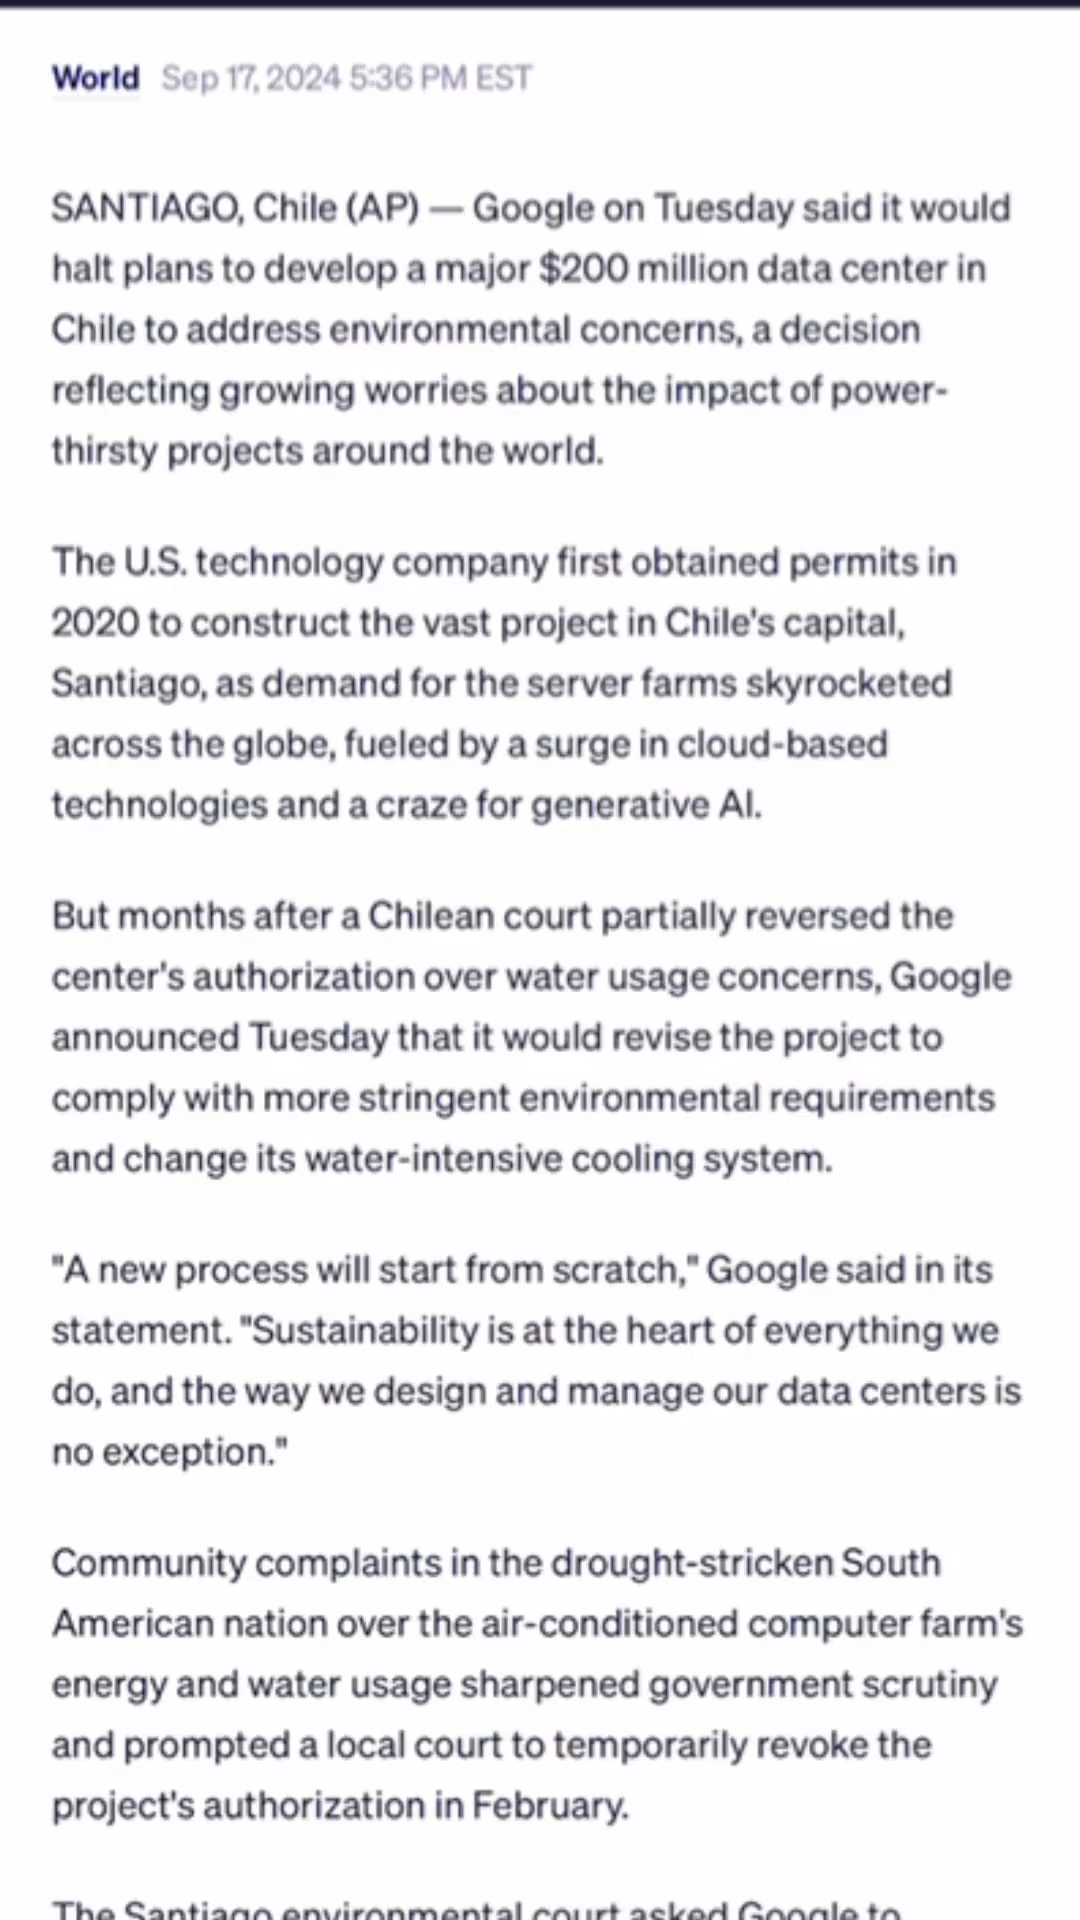 World Sep 17, 2024 5:36 PM EST
SANTIAGO, Chile (AP) — Google on Tuesday said it would
halt plans to develop a major $200 million data center in
Chile to address environmental concerns, a decision
reflecting growing worries about the impact of power-
thirsty projects around the world.
The U.S. technology company first obtained permits in
2020 to construct the vast project in Chile's capital,
Santiago, as demand for the server farms skyrocketed
across the globe, fueled by a surge in cloud-based
technologies and a craze for generative AI.
But months after a Chilean court partially reversed the
center's authorization over water usage concerns, Google
announced Tuesday that it would revise the project to
comply with more stringent environmental requirements
and change its water-intensive cooling system.
"A new process will start from scratch," Google said in its
statement. "Sustainability is at the heart of everything we
do, and the way we design and manage our data centers is
no exception."
Community complaints in the drought-stricken South
American nation over the air-conditioned computer farm's
energy and water usage sharpened government scrutiny
and prompted a local court to temporarily revoke the
project's authorization in February.
The Santiago environmental court asked Google to